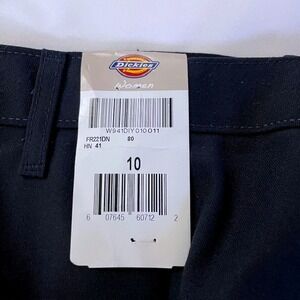 Dickies
Women
W941DIY010011
FR221DN 80
HN 41
10
6 07645 60712 2